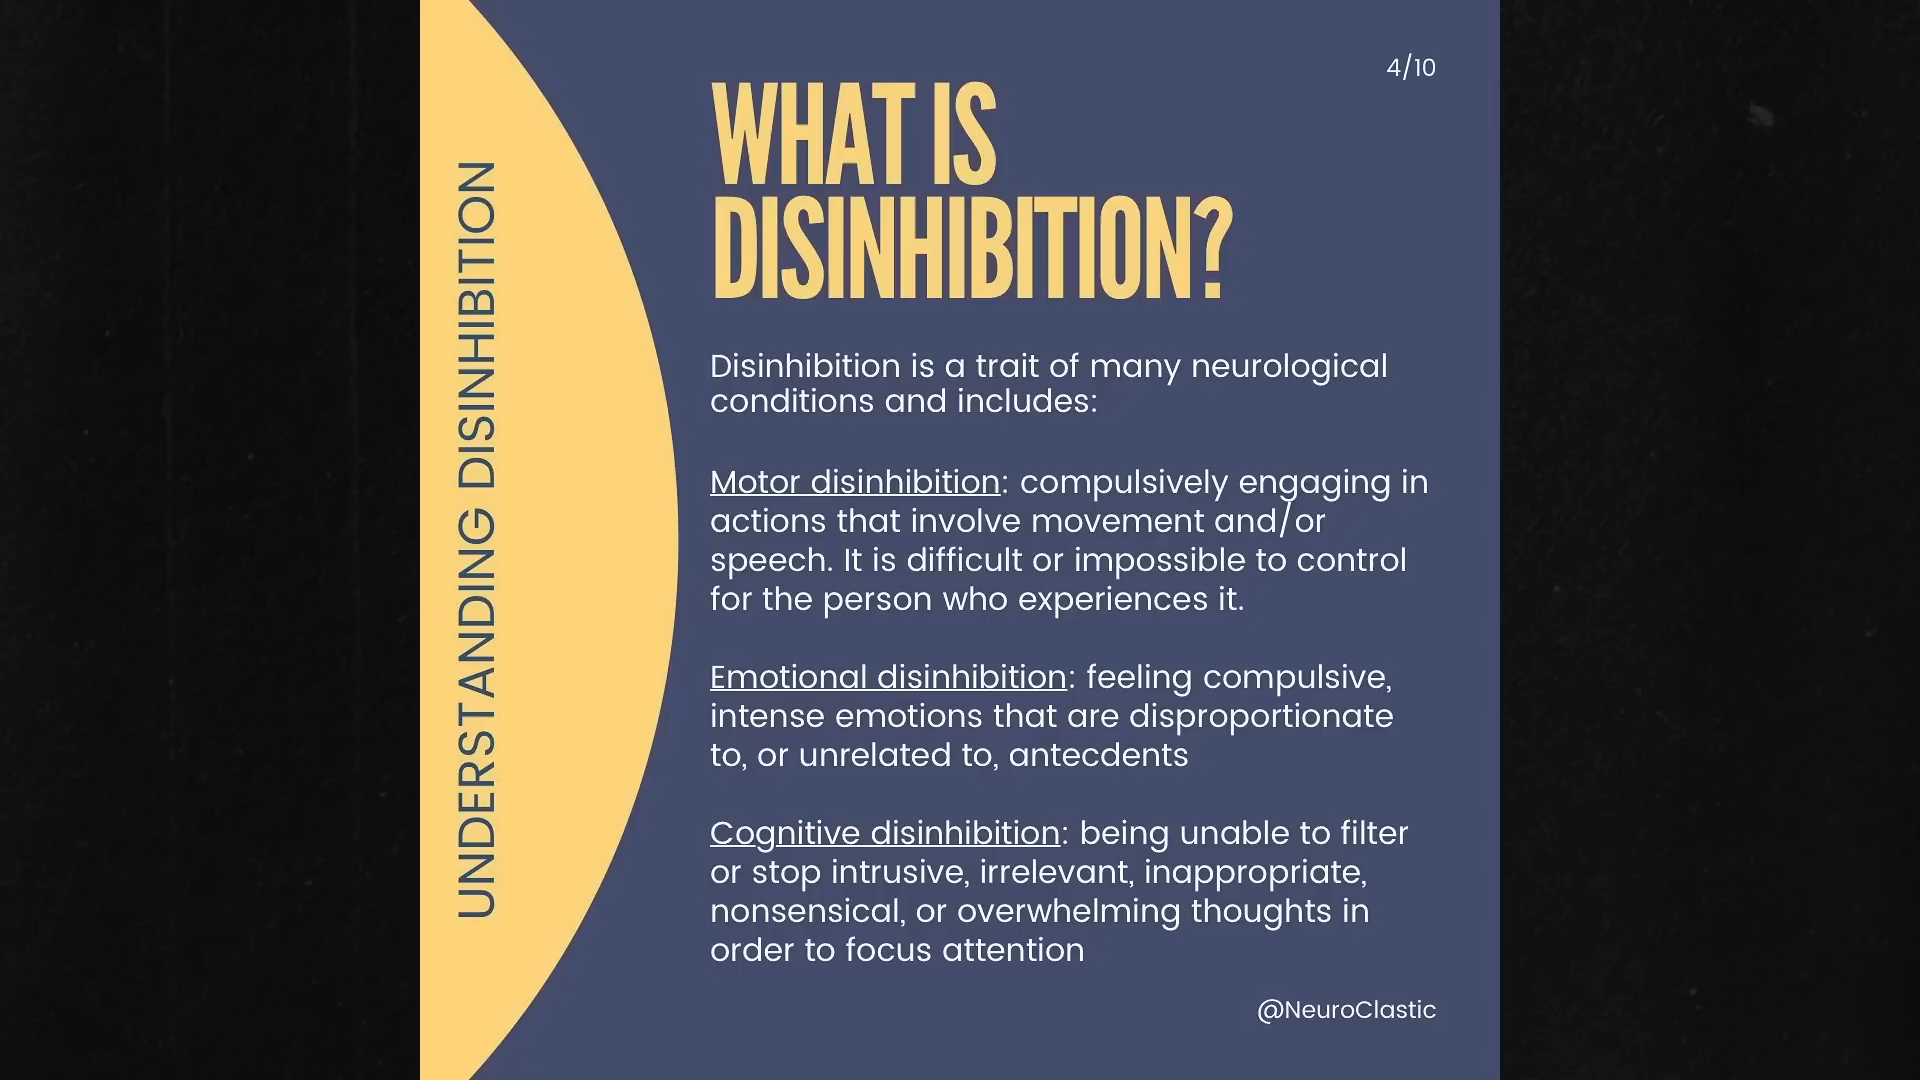 4/10
WHAT IS
DISINHIBITION?
UNDERSTANDING DISINHIBITION
Disinhibition is a trait of many neurological
conditions and includes:
Motor disinhibition: compulsively engaging in
actions that involve movement and/or
speech. It is difficult or impossible to control
for the person who experiences it.
Emotional disinhibition: feeling compulsive,
intense emotions that are disproportionate
to, or unrelated to, antecdents
Cognitive disinhibition: being unable to filter
or stop intrusive, irrelevant, inappropriate,
nonsensical, or overwhelming thoughts in
order to focus attention
@NeuroClastic